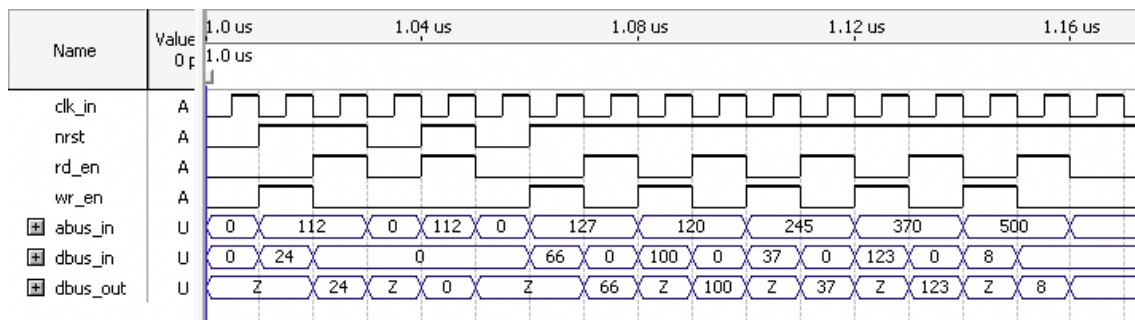 Name Value 0 p 1.0 us 1.04 us 1.08 us 1.12 us 1.16 us
1.0 us
clk_in A
nrst A
rd_en A
wr_en A
abus_in U 0 112 0 112 0 127 120 245 370 500
dbus_in U 0 24 0 66 0 100 0 37 0 123 0 8
dbus_out U Z 24 Z 0 Z 66 Z 100 Z 37 Z 123 Z 8